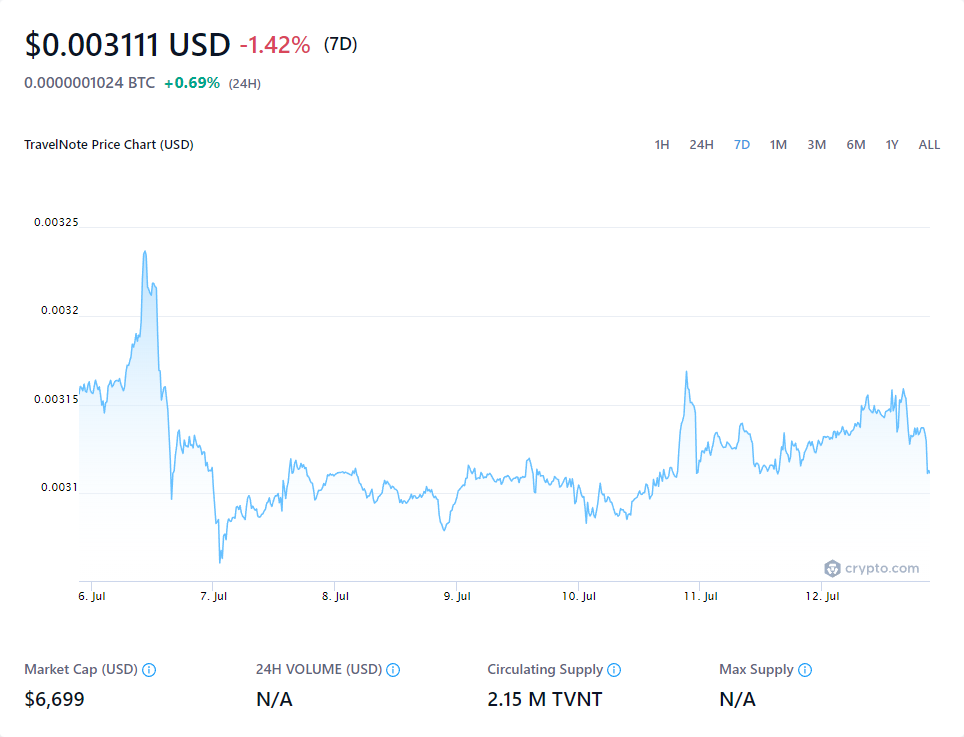 $0.003111 USD -1.42% (7D)
0.0000001024 BTC +0.69% (24H)
TravelNote Price Chart (USD) 1H 24H 7D 1M 3M 6M 1Y ALL
0.00325
0.0032
0.00315
0.0031
crypto.com
6. Jul 7. Jul 8. Jul 9. Jul 10. Jul 11. Jul 12. Jul
Market Cap (USD) 24H VOLUME (USD) Circulating Supply Max Supply
$6,699 N/A 2.15 M TVNT N/A